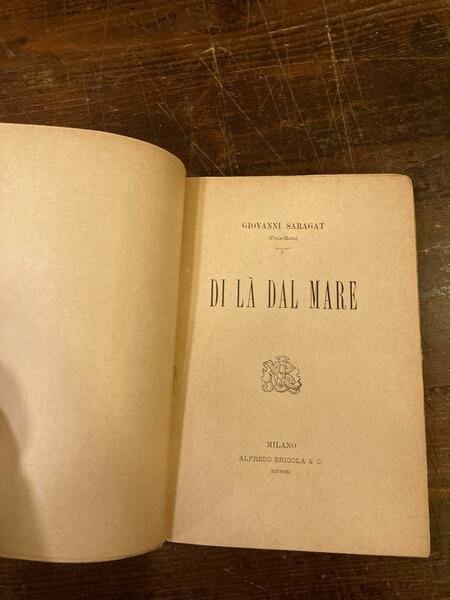 GIOVANNI SARAGAT
(TOGA-RASA)
DI LÀ DAL MARE
MILANO
ALFREDO BRIGOLA & C.
EDITORI